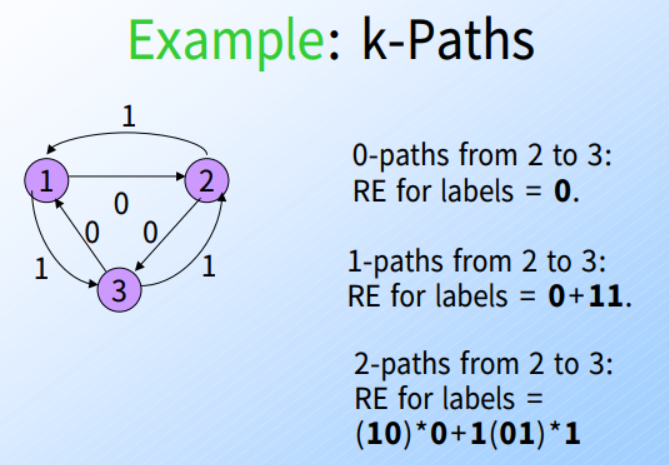 Example: k-Paths
1
1
2
0
0
0
1
1
3
0-paths from 2 to 3:
RE for labels = 0.
1-paths from 2 to 3:
RE for labels = 0+11.
2-paths from 2 to 3:
RE for labels =
(10)*0+1(01)*1